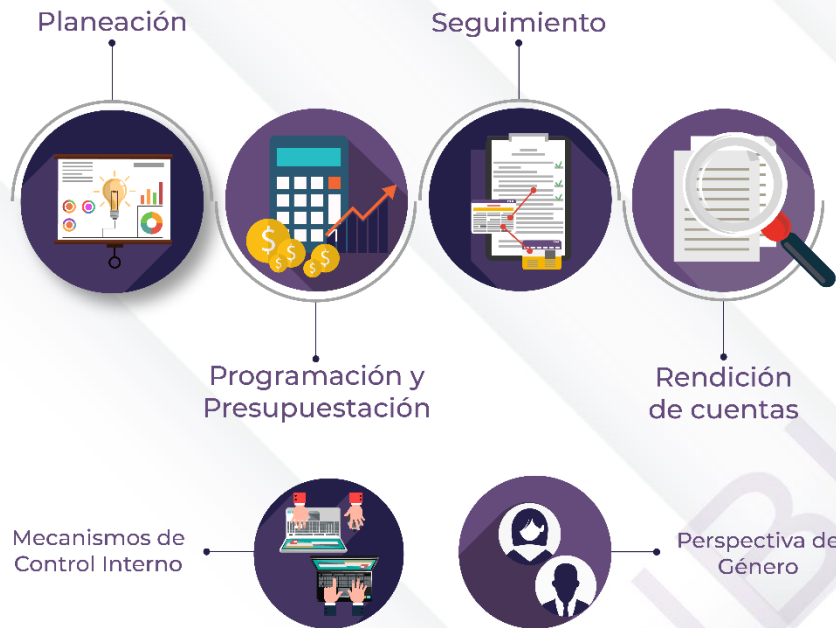 Planeación
Seguimiento
Programación y
Presupuestación
Rendición
de cuentas
Mecanismos de
Control Interno
Perspectiva de
Género